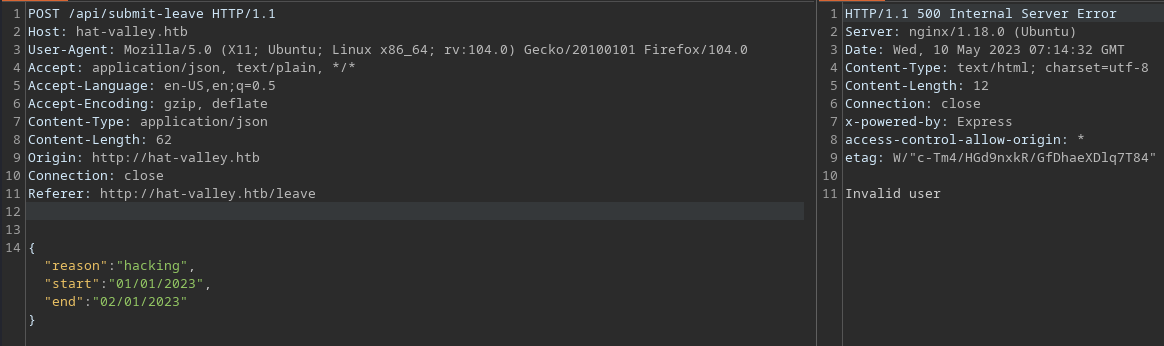 1 POST /api/submit-leave HTTP/1.1
2 Host: hat-valley.htb
3 User-Agent: Mozilla/5.0 (X11; Ubuntu; Linux x86_64; rv:104.0) Gecko/20100101 Firefox/104.0
4 Accept: application/json, text/plain, */*
5 Accept-Language: en-US,en;q=0.5
6 Accept-Encoding: gzip, deflate
7 Content-Type: application/json
8 Content-Length: 62
9 Origin: http://hat-valley.htb
10 Connection: close
11 Referer: http://hat-valley.htb/leave
12
13
14 {
"reason":"hacking",
"start":"01/01/2023",
"end":"02/01/2023"
}
1 HTTP/1.1 500 Internal Server Error
2 Server: nginx/1.18.0 (Ubuntu)
3 Date: Wed, 10 May 2023 07:14:32 GMT
4 Content-Type: text/html; charset=utf-8
5 Content-Length: 12
6 Connection: close
7 x-powered-by: Express
8 access-control-allow-origin: *
9 etag: W/"c-Tm4/HGd9nxkR/GfDhaeXDlq7T84"
10
11 Invalid user